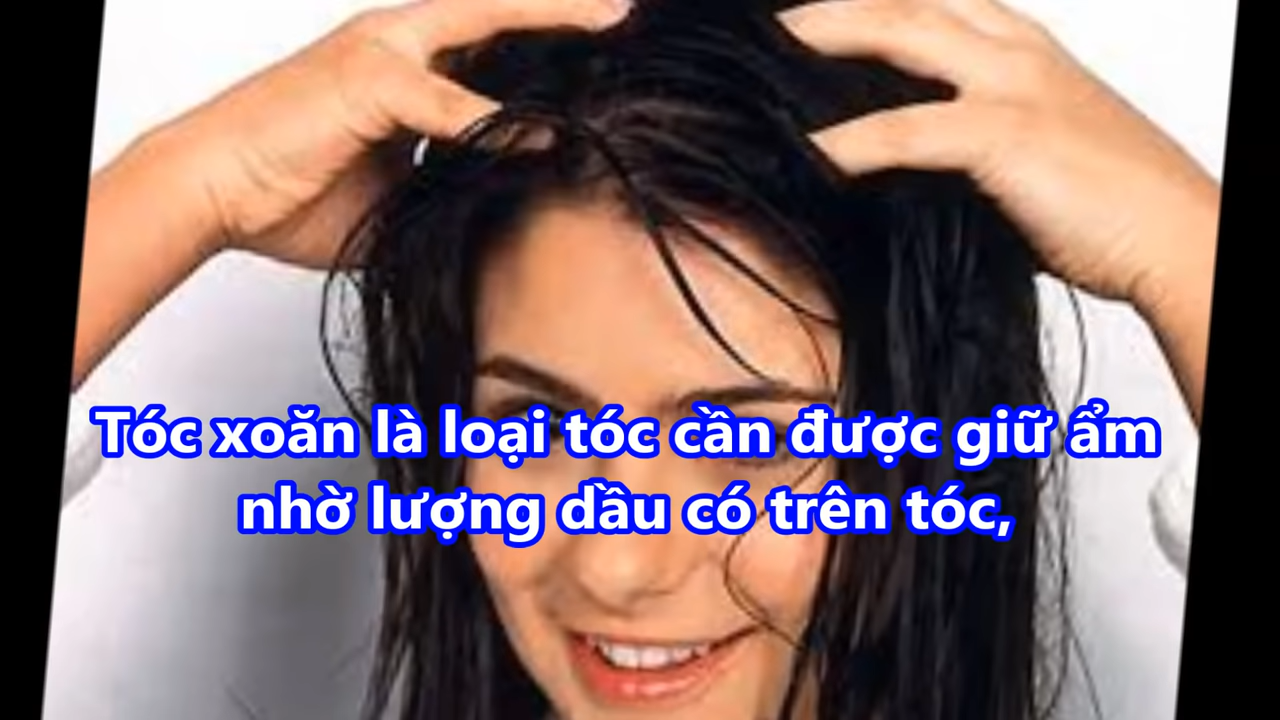 Tóc xoăn là loại tóc cần được giữ ẩm
nhờ lượng dầu có trên tóc,